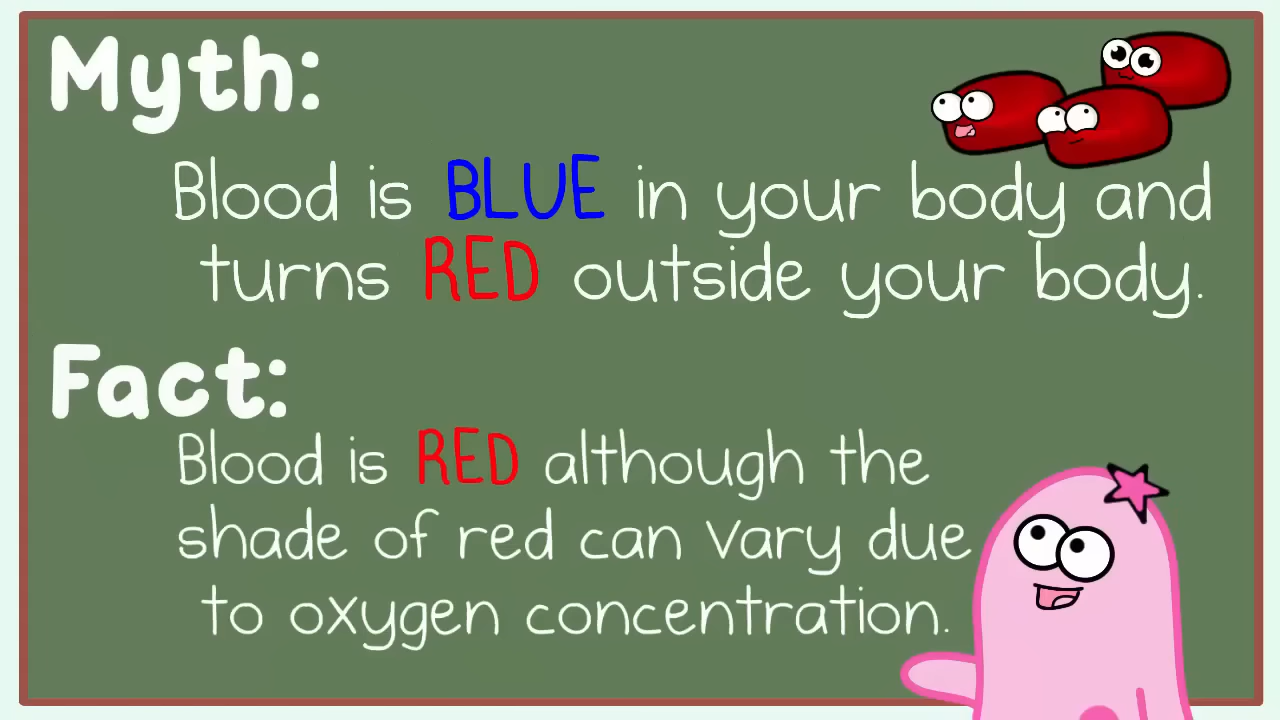 Myth:
Blood is BLUE in your body and
turns RED outside your body.
Fact:
Blood is RED although the
shade of red can vary due
to oxygen concentration.